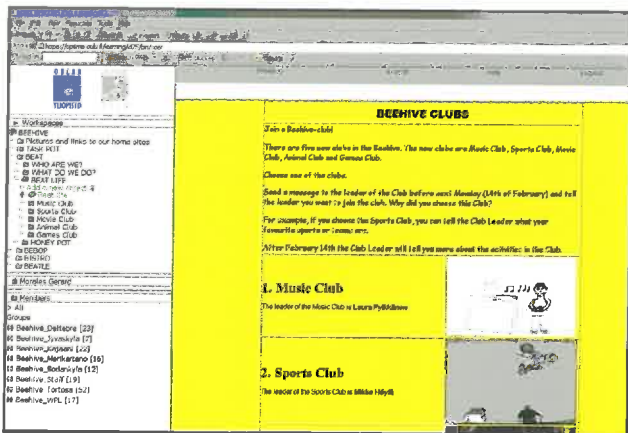 OULUN
YLIOPISTO
Workspaces
BEEHIVE
Pictures and links to our home sites
TASK POT
BEAT
WHO ARE WE?
WHAT DO WE DO?
BEAT LIFE
Add a new object
Music Club
Sports Club
Movie Club
Animal Club
Games Club
HONEY POT
BEBOP
BISTRO
BEATLE
Morales Gerard
Members
> All
Groups
Beehive_Deltebre [23]
Beehive_Jyvaskyla [7]
Beehive_Merikartano [16]
Beehive_Sodankyla [12]
Beehive_Staff [19]
Beehive_Tortosa [52]
Beehive_WPL [17]
BEEHIVE CLUBS
Join a Beehive-club!
There are five new clubs in the Beehive. The new clubs are Music Club, Sports Club, Movie
Club, Animal Club and Games Club.
Choose one of the clubs.
Send a message to the leader of the Club before next Monday (14th of February) and tell
the leader you want to join the club. Why did you choose this Club?
For example, if you choose the Sports Club, you can tell the Club Leader what your
favourite sports or teams are.
After February 14th the Club Leader will tell you more about the activities in the Club.
1. Music Club
The leader of the Music Club is Laura
2. Sports Club
The leader of the Sports Club is Mikko